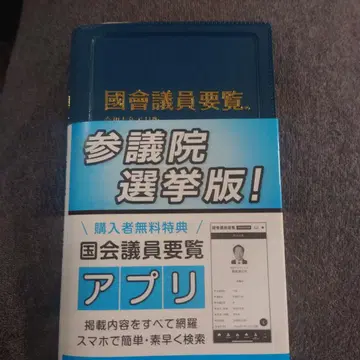 國會議員要覧
参議院
選挙版!
購入者無料特典
国会議員要覧
アプリ
掲載内容をすべて網羅
スマホで簡単・素早く検索